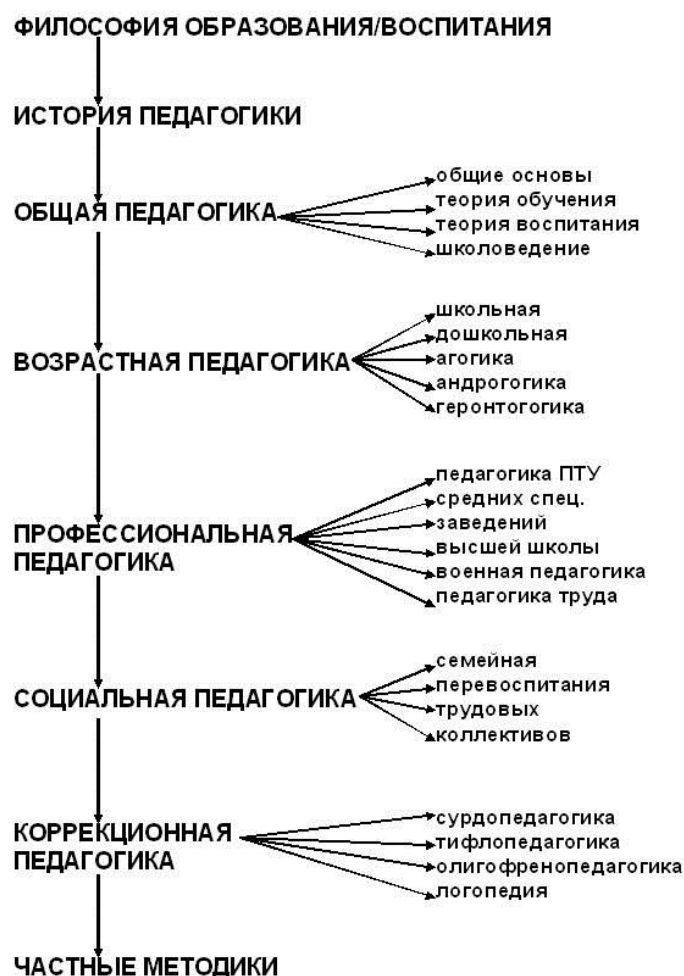 ФИЛОСОФИЯ ОБРАЗОВАНИЯ/ВОСПИТАНИЯ
ИСТОРИЯ ПЕДАГОГИКИ
ОБЩАЯ ПЕДАГОГИКА
общие основы
теория обучения
теория воспитания
школоведение
ВОЗРАСТНАЯ ПЕДАГОГИКА
школьная
дошкольная
агогика
андрогогика
геронтогогика
ПРОФЕССИОНАЛЬНАЯ
ПЕДАГОГИКА
педагогика ПТУ
средних спец.
заведений
высшей школы
военная педагогика
педагогика труда
СОЦИАЛЬНАЯ ПЕДАГОГИКА
семейная
перевоспитания
трудовых
коллективов
КОРРЕКЦИОННАЯ
ПЕДАГОГИКА
сурдопедагогика
тифлопедагогика
олигофренопедагогика
логопедия
ЧАСТНЫЕ МЕТОДИКИ